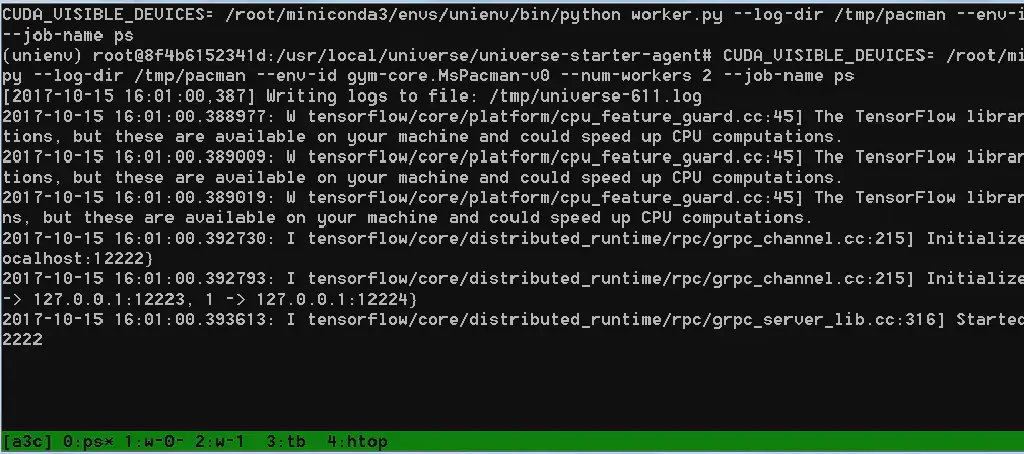 CUDA_VISIBLE_DEVICES= /root/miniconda3/envs/unienv/bin/python worker.py --log-dir /tmp/pacman --env-i
--job-name ps
(unienv) root@8f4b6152341d:/usr/local/universe/universe-starter-agent# CUDA_VISIBLE_DEVICES= /root/mi
py --log-dir /tmp/pacman --env-id gym-core.MsPacman-v0 --num-workers 2 --job-name ps
[2017-10-15 16:01:00,387] Writing logs to file: /tmp/universe-611.log
2017-10-15 16:01:00.388977: W tensorflow/core/platform/cpu_feature_guard.cc:45] The TensorFlow librar
tions, but these are available on your machine and could speed up CPU computations.
2017-10-15 16:01:00.389009: W tensorflow/core/platform/cpu_feature_guard.cc:45] The TensorFlow librar
tions, but these are available on your machine and could speed up CPU computations.
2017-10-15 16:01:00.389019: W tensorflow/core/platform/cpu_feature_guard.cc:45] The TensorFlow librar
ns, but these are available on your machine and could speed up CPU computations.
2017-10-15 16:01:00.392730: I tensorflow/core/distributed_runtime/rpc/grpc_channel.cc:215] Initialize
ocalhost:12222}
2017-10-15 16:01:00.392793: I tensorflow/core/distributed_runtime/rpc/grpc_channel.cc:215] Initialize
-> 127.0.0.1:12223, 1 -> 127.0.0.1:12224}
2017-10-15 16:01:00.393613: I tensorflow/core/distributed_runtime/rpc/grpc_server_lib.cc:316] Started
2222
[a3c] 0:ps* 1:w-0- 2:w-1  3:tb  4:htop